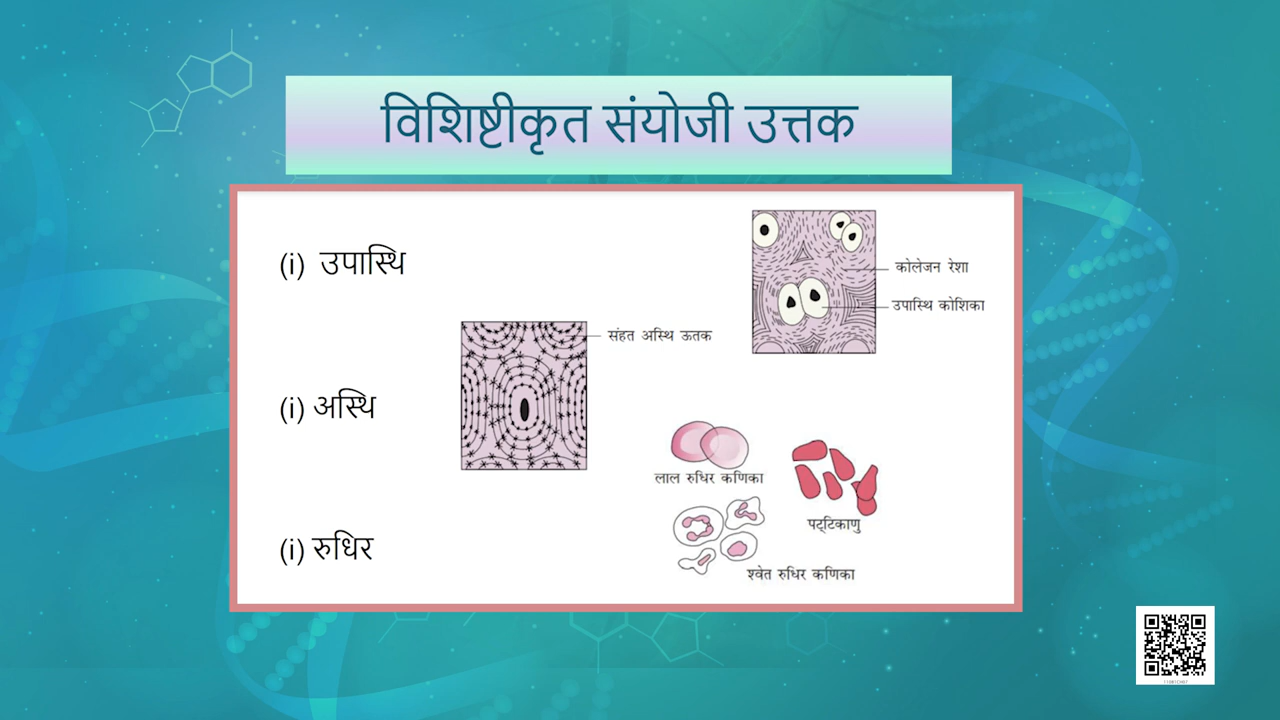 विशिष्टीकृत संयोजी उत्तक
(i) उपास्थि
कोलेजन रेशा
उपास्थि कोशिका
संहत अस्थि ऊतक
(i) अस्थि
लाल रुधिर कणिका
पट्टिकाणु
(i) रुधिर
श्वेत रुधिर कणिका